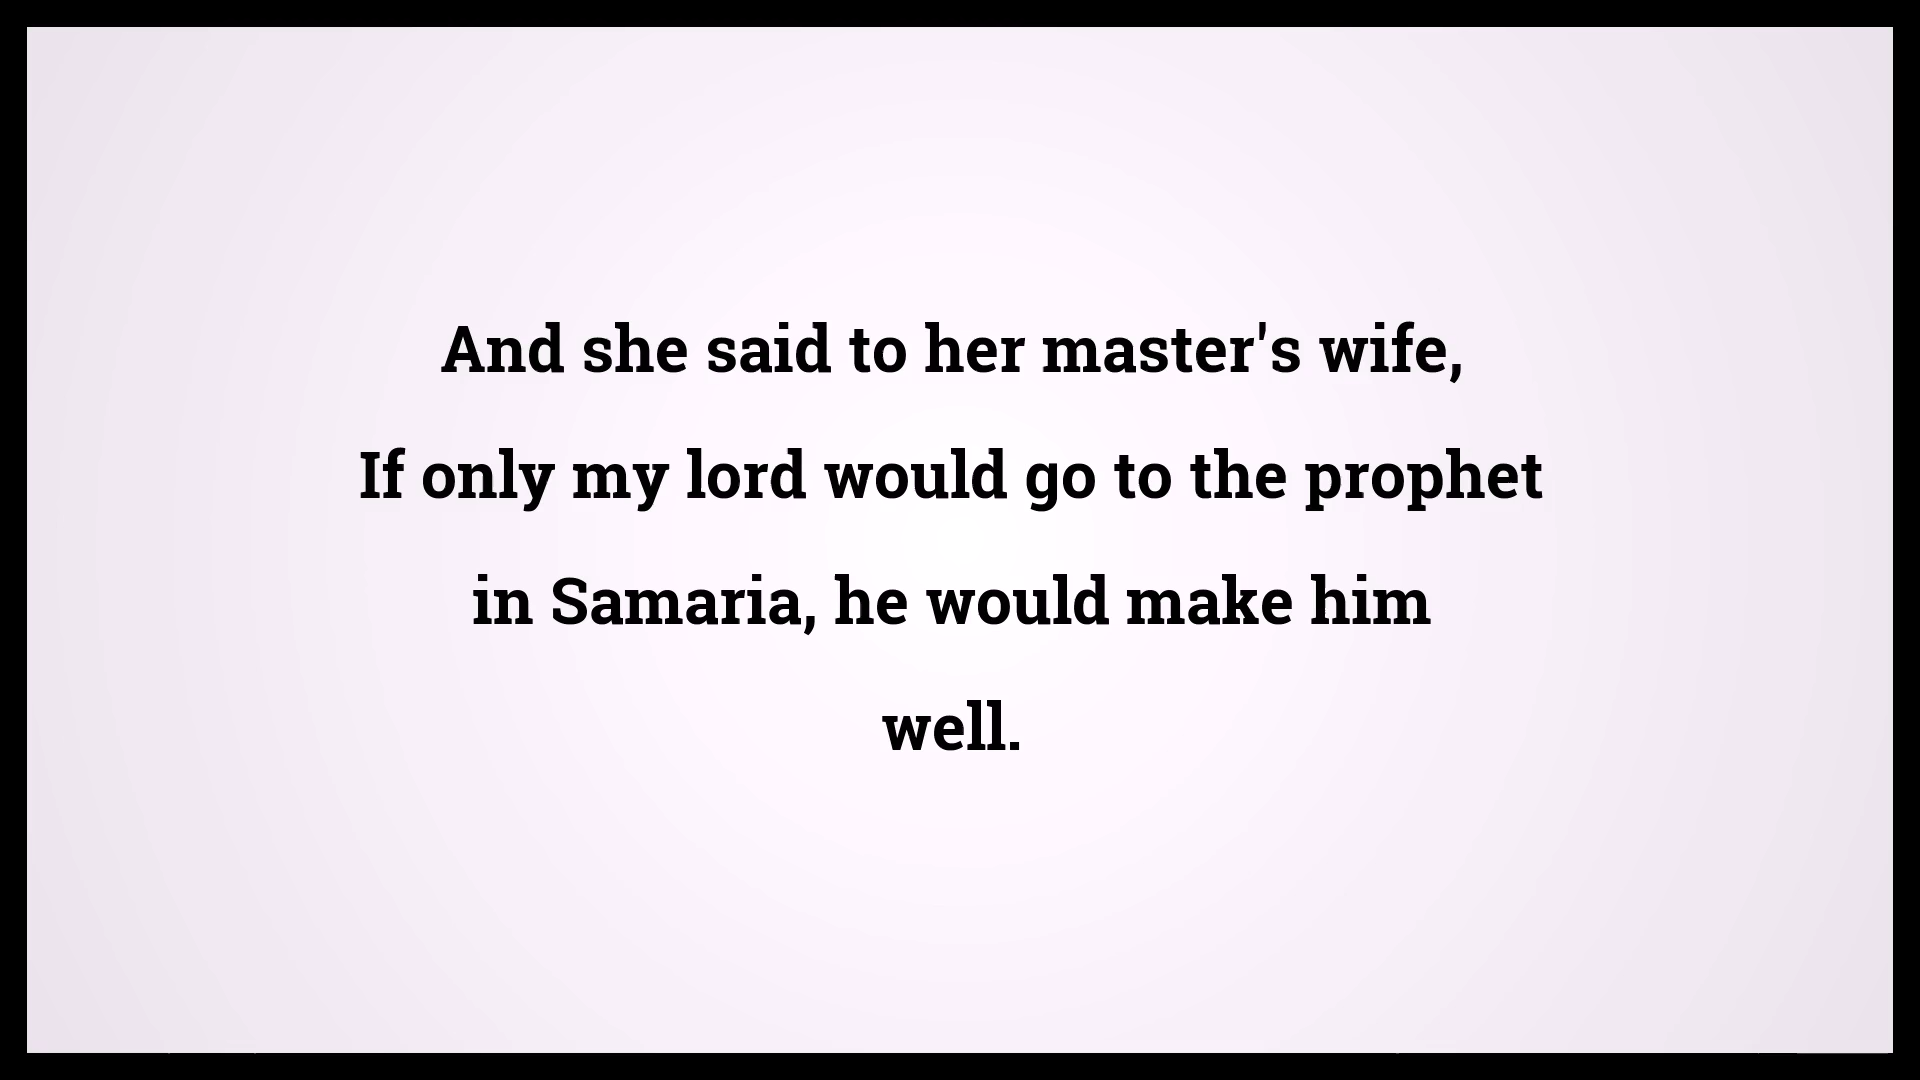 And she said to her master's wife,
If only my lord would go to the prophet
in Samaria, he would make him
well.